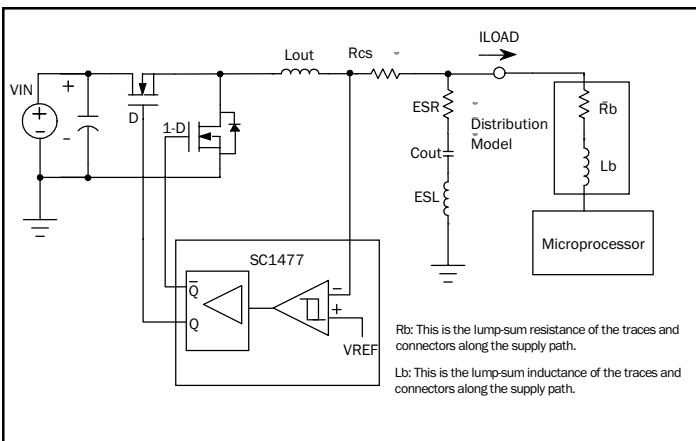 Lout
Rcs
ILOAD
VIN
+
-
+
-
D
1-D
ESR
Distribution
Model
Rb
Cout
Lb
ESL
Microprocessor
SC1477
Q
Q
-
+
VREF
Rb: This is the lump-sum resistance of the traces and
connectors along the supply path.
Lb: This is the lump-sum inductance of the traces and
connectors along the supply path.